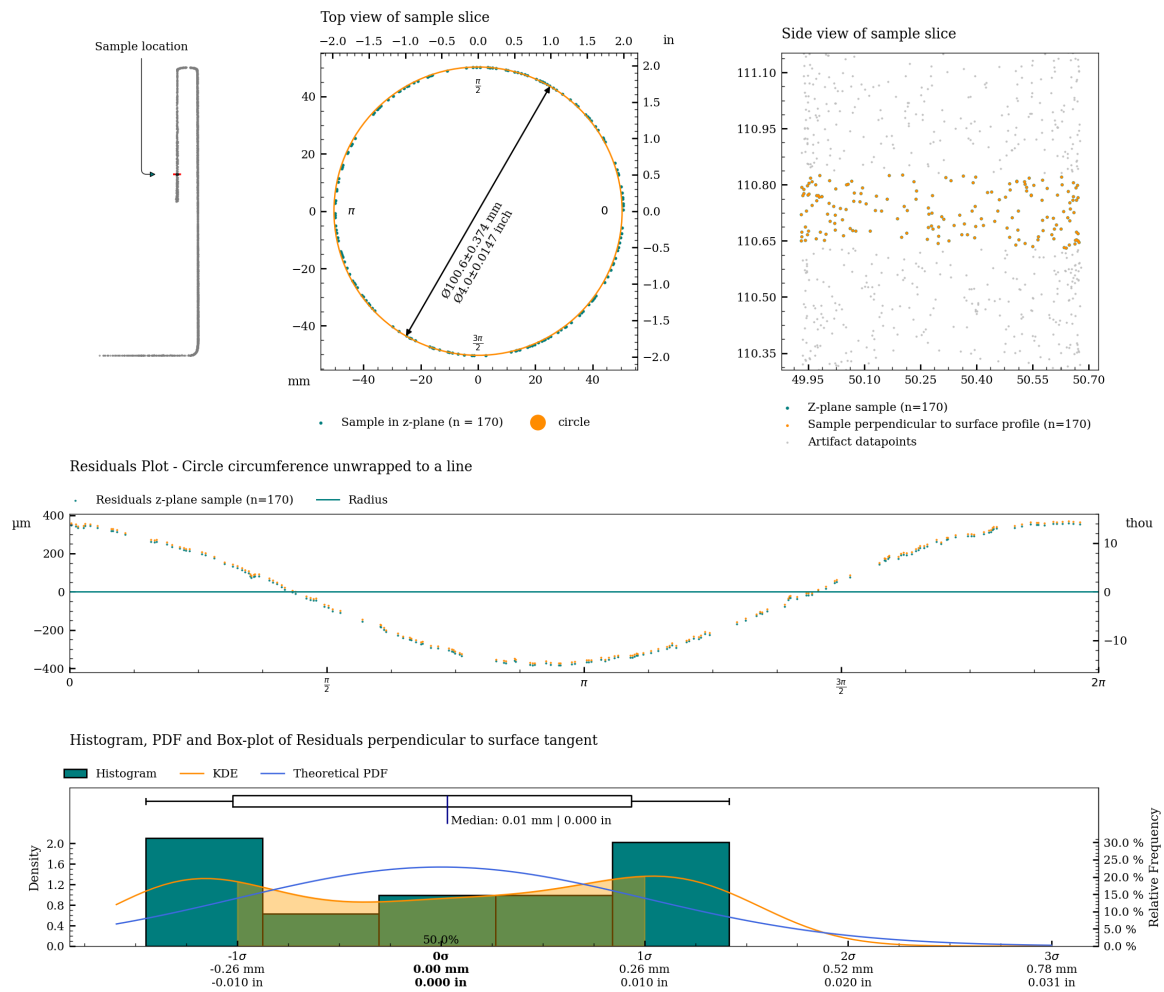 Top view of sample slice
Sample location
−2.0 −1.5 −1.0 −0.5 0.0 0.5 1.0 1.5 2.0 in
40
20
0
−20
−40
2.0
1.5
1.0
0.5
0.0
−0.5
−1.0
−1.5
−2.0
π/2
π
0
3π/2
Ø100.6±0.374 mm
Ø4.0±0.0147 inch
mm −40 −20 0 20 40
Sample in z-plane (n = 170) circle
Side view of sample slice
111.10
110.95
110.80
110.65
110.50
110.35
49.95 50.10 50.25 50.40 50.55 50.70
Z-plane sample (n=170)
Sample perpendicular to surface profile (n=170)
Artifact datapoints
Residuals Plot - Circle circumference unwrapped to a line
Residuals z-plane sample (n=170) Radius
µm
400
200
0
−200
−400
thou
10
0
−10
0 π/2 π 3π/2 2π
Histogram, PDF and Box-plot of Residuals perpendicular to surface tangent
Histogram KDE Theoretical PDF
Median: 0.01 mm | 0.000 in
Density
2.0
1.6
1.2
0.8
0.4
0.0
50.0%
Relative Frequency
30.0 %
25.0 %
20.0 %
15.0 %
10.0 %
5.0 %
0.0 %
-1σ 0σ 1σ 2σ 3σ
-0.26 mm 0.00 mm 0.26 mm 0.52 mm 0.78 mm
-0.010 in 0.000 in 0.010 in 0.020 in 0.031 in